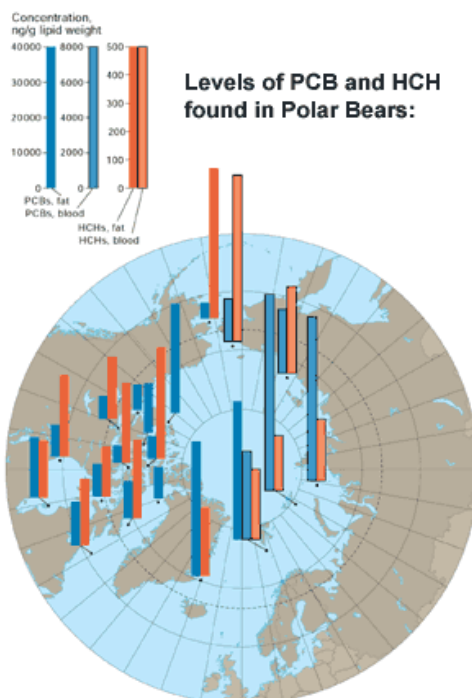 Concentration,
ng/g lipid weight
40000 8000 500
30000 6000 400
300
20000 4000
200
10000 2000
100
0 0 0
PCBs, fat
PCBs, blood
HCHs, fat
HCHs, blood
Levels of PCB and HCH
found in Polar Bears: